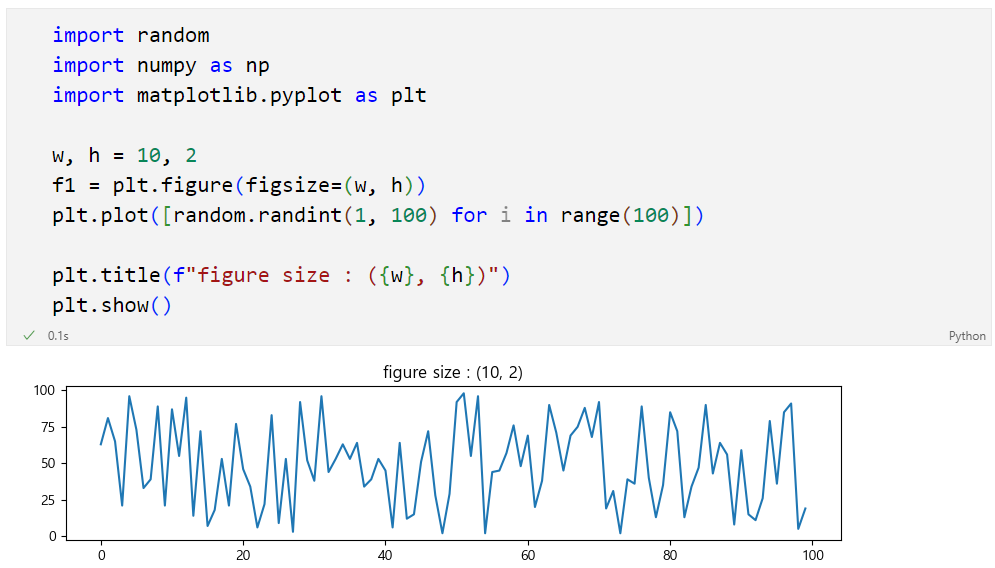 import random
import numpy as np
import matplotlib.pyplot as plt
w, h = 10, 2
f1 = plt.figure(figsize=(w, h))
plt.plot([random.randint(1, 100) for i in range(100)])
plt.title(f"figure size : ({w}, {h})")
plt.show()
0.1s Python
figure size : (10, 2)
100
75
50
25
0
0 20 40 60 80 100